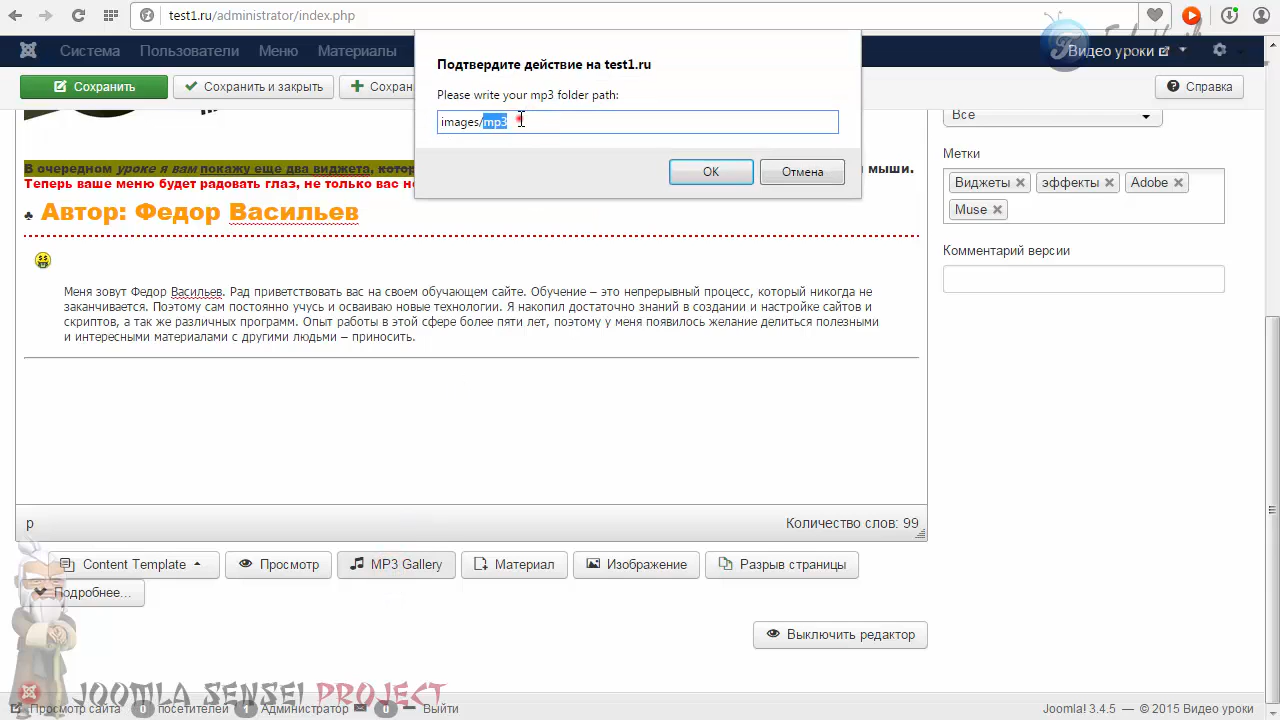 test1.ru/administrator/index.php
Система Пользователи Меню Материалы
Видео уроки
Сохранить
Сохранить и закрыть
Сохран
Справка
Подтвердите действие на test1.ru
Please write your mp3 folder path:
images/mp3
OK
Отмена
Все
Метки
Виджеты
эффекты
Adobe
Muse
Комментарий версии
В очередном уроке я вам покажу еще два виджета, кото мыши.
Теперь ваше меню будет радовать глаз, не только вас но
♣ Автор: Федор Васильев
Меня зовут Федор Васильев. Рад приветствовать вас на своем обучающем сайте. Обучение – это непрерывный процесс, который никогда не
заканчивается. Поэтому сам постоянно учусь и осваиваю новые технологии. Я накопил достаточно знаний в создании и настройке сайтов и
скриптов, а так же различных программ. Опыт работы в этой сфере более пяти лет, поэтому у меня появилось желание делиться полезными
и интересными материалами с другими людьми – приносить.
p
Количество слов: 99
Content Template
Просмотр
MP3 Gallery
Материал
Изображение
Разрыв страницы
Подробнее...
Выключить редактор
JOOMLA SENSEI PROJECT
Просмотр сайта 0 посетителей 1 Администратор 0 Выйти
Joomla! 3.4.5 — © 2015 Видео уроки